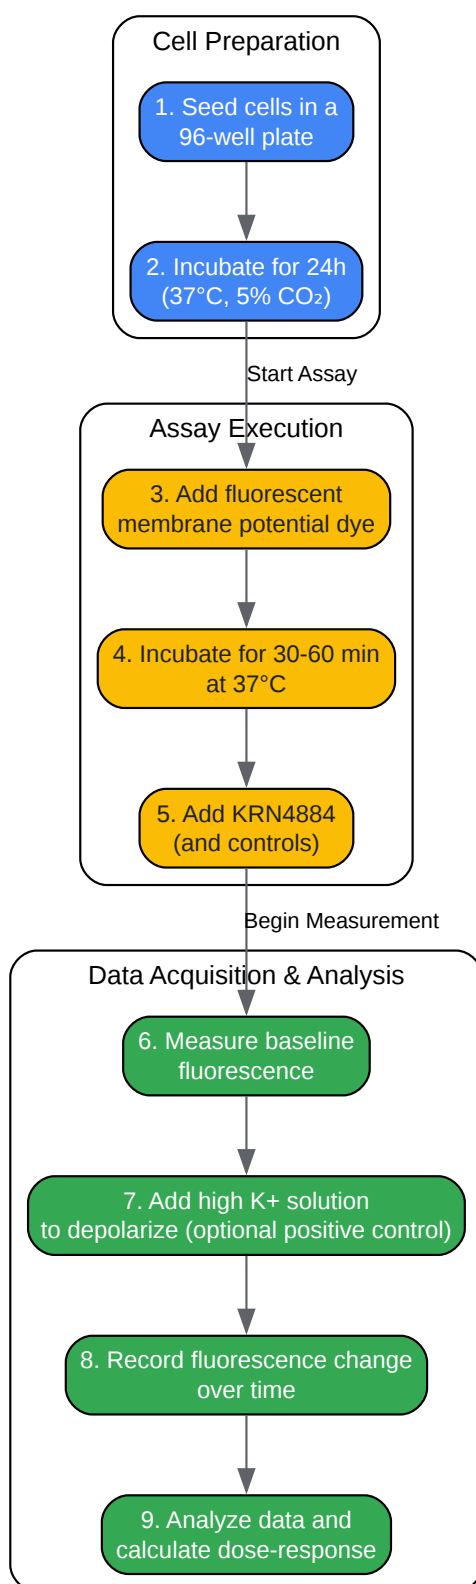 Cell Preparation
1. Seed cells in a
96-well plate
2. Incubate for 24h
(37°C, 5% CO₂)
Start Assay
Assay Execution
3. Add fluorescent
membrane potential dye
4. Incubate for 30-60 min
at 37°C
5. Add KRN4884
(and controls)
Begin Measurement
Data Acquisition & Analysis
6. Measure baseline
fluorescence
7. Add high K+ solution
to depolarize (optional positive control)
8. Record fluorescence change
over time
9. Analyze data and
calculate dose-response